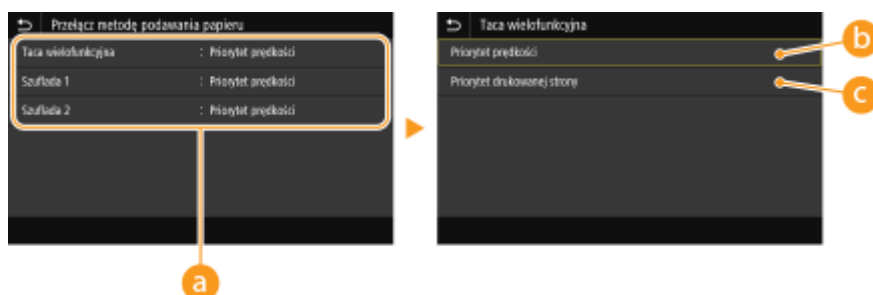 Przełącz metodę podawania papieru
Taca wielofunkcyjna : Priorytet prędkości
Szuflada 1 : Priorytet prędkości
Szuflada 2 : Priorytet prędkości
a
Taca wielofunkcyjna
Priorytet prędkości
b
Priorytet drukowanej strony
c